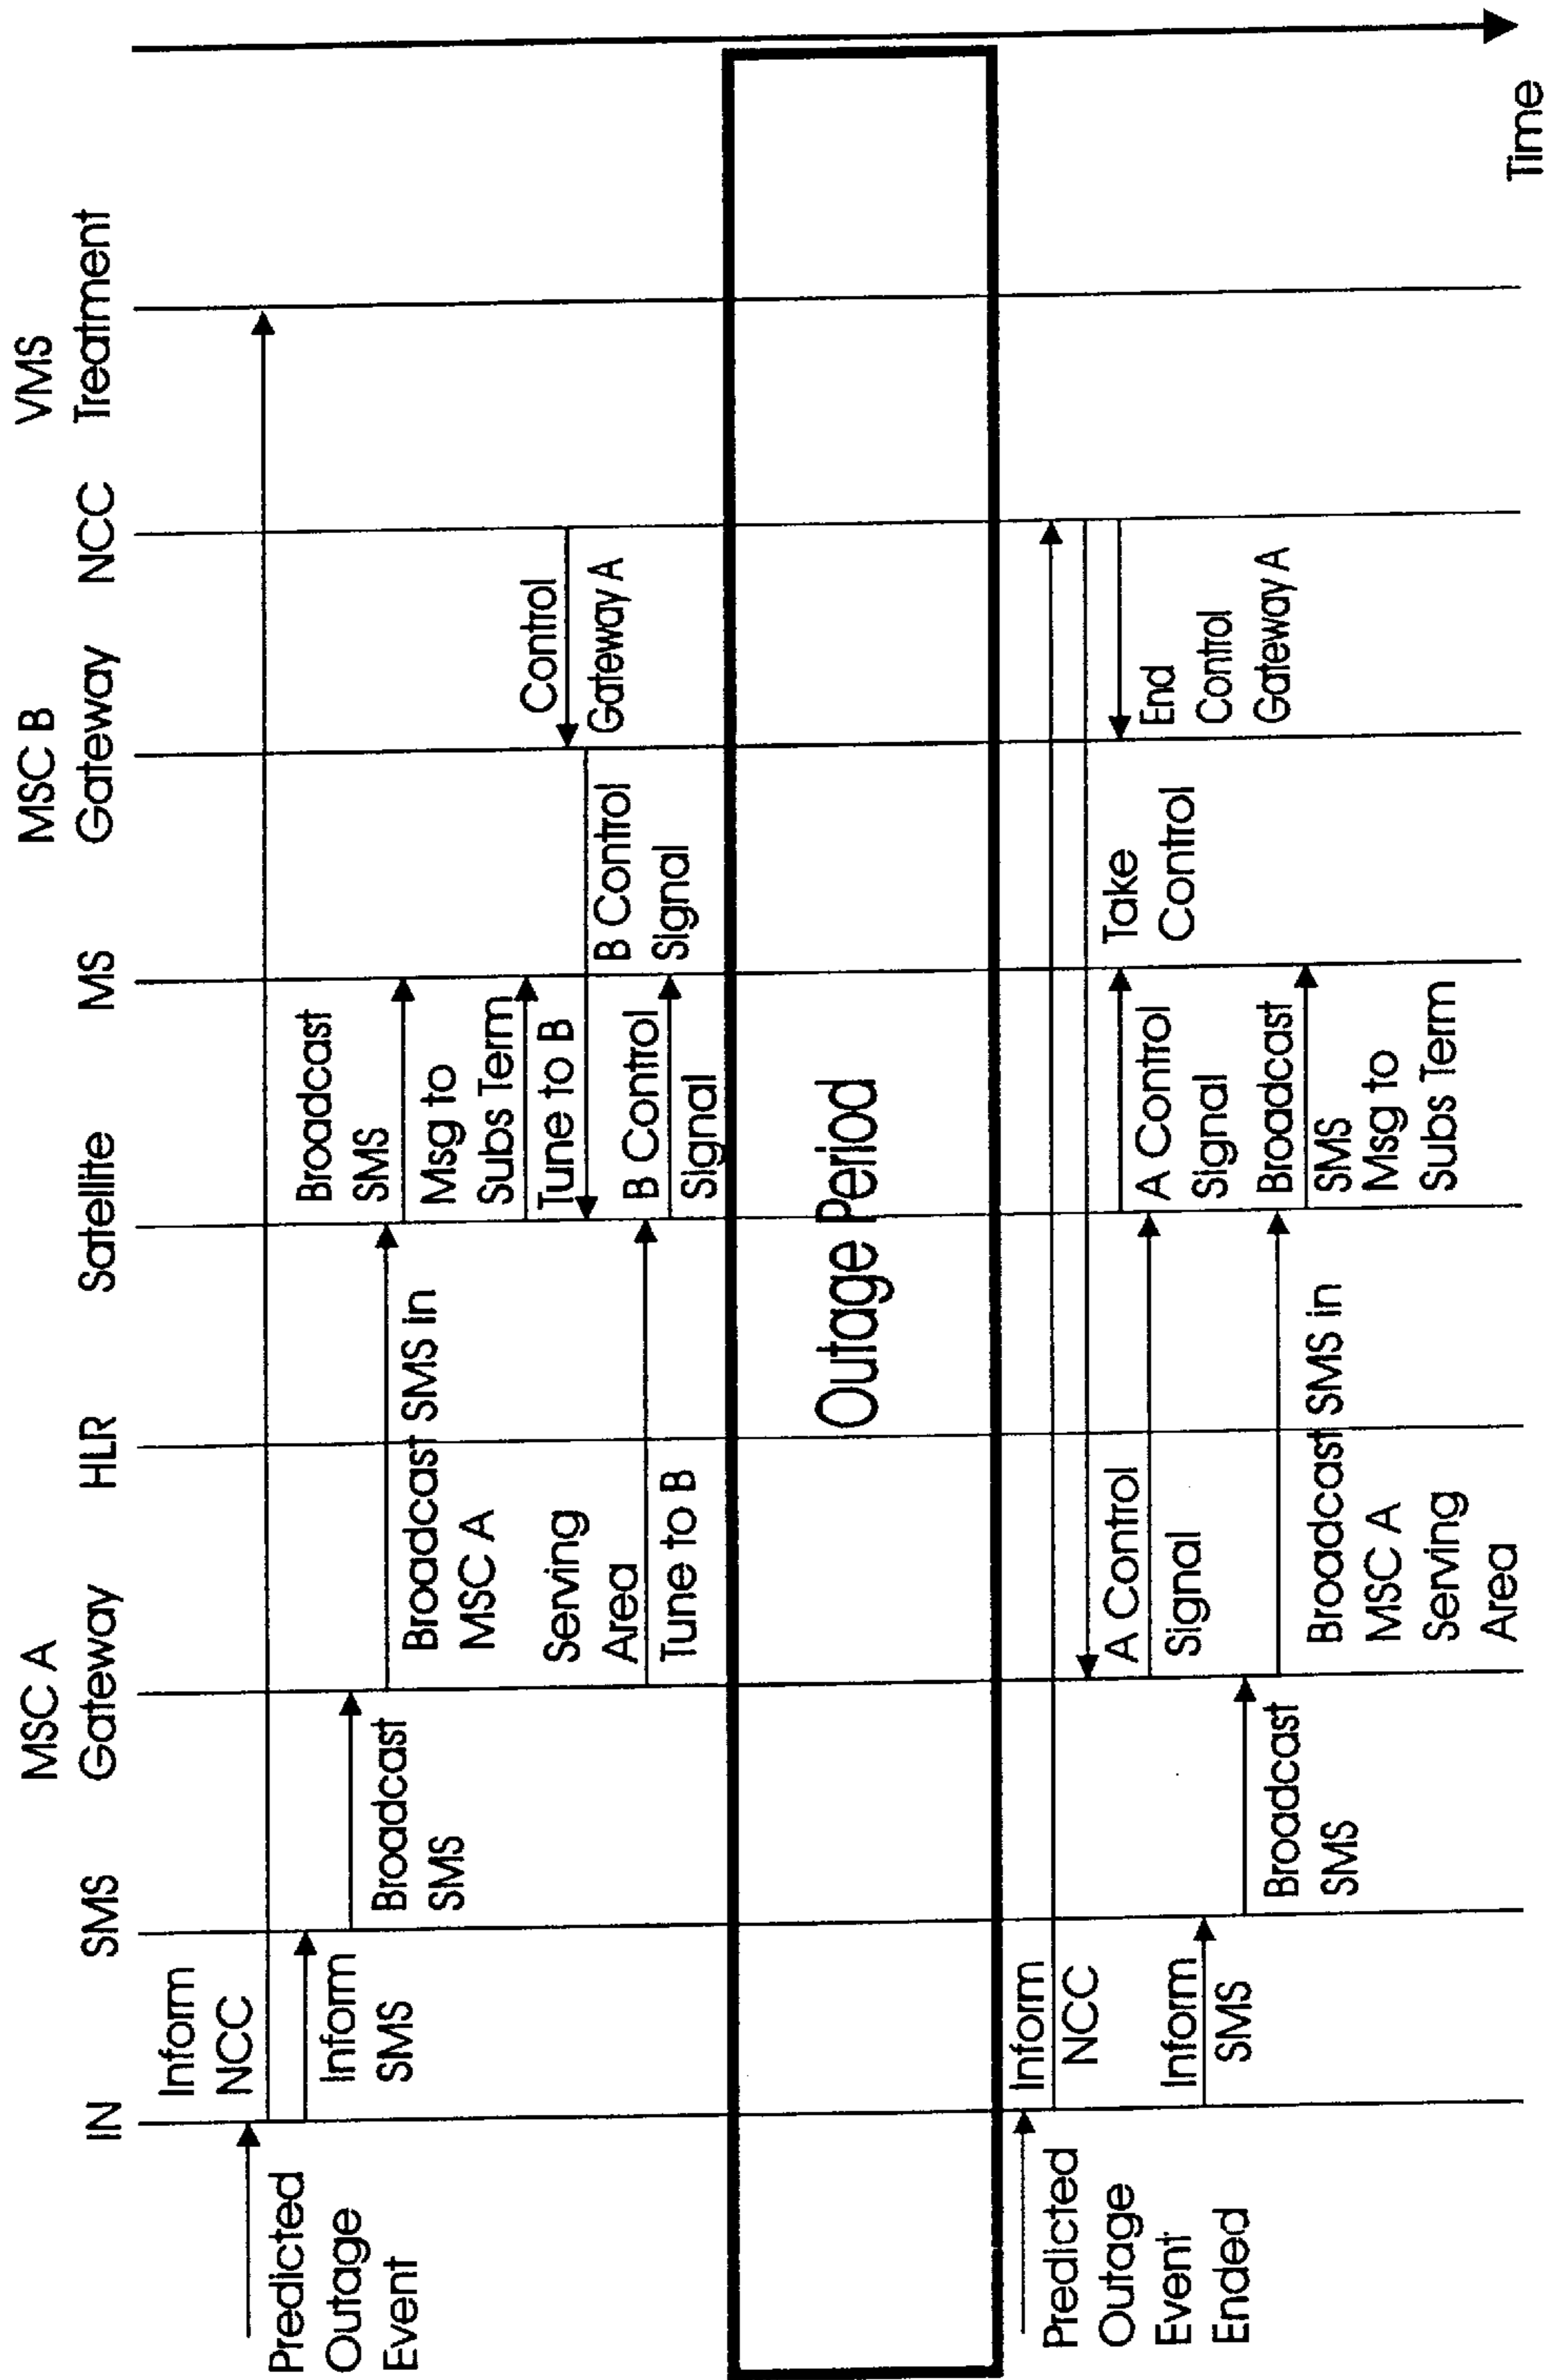 IN
SMS
MSC A
Gateway
HLR
Satellite
MS
MSC B
Gateway
NCC
VMS
Treatment
Predicted
Outage
Event
Inform
NCC
Inform
SMS
Broadcast
SMS
Broadcast SMS in
MSC A
Serving
Area
Broadcast
SMS
Msg to
Subs Term
Tune to B
Control
Gateway A
B Control
Signal
Tune to B
B Control
Signal
Outage Period
Predicted
Outage
Event
Ended
Inform
NCC
Take
Control
End
Control
Gateway A
A Control
Signal
A Control
Signal
Inform
SMS
Broadcast
SMS
Broadcast SMS in
MSC A
Serving
Area
Broadcast
SMS
Msg to
Subs Term
Time